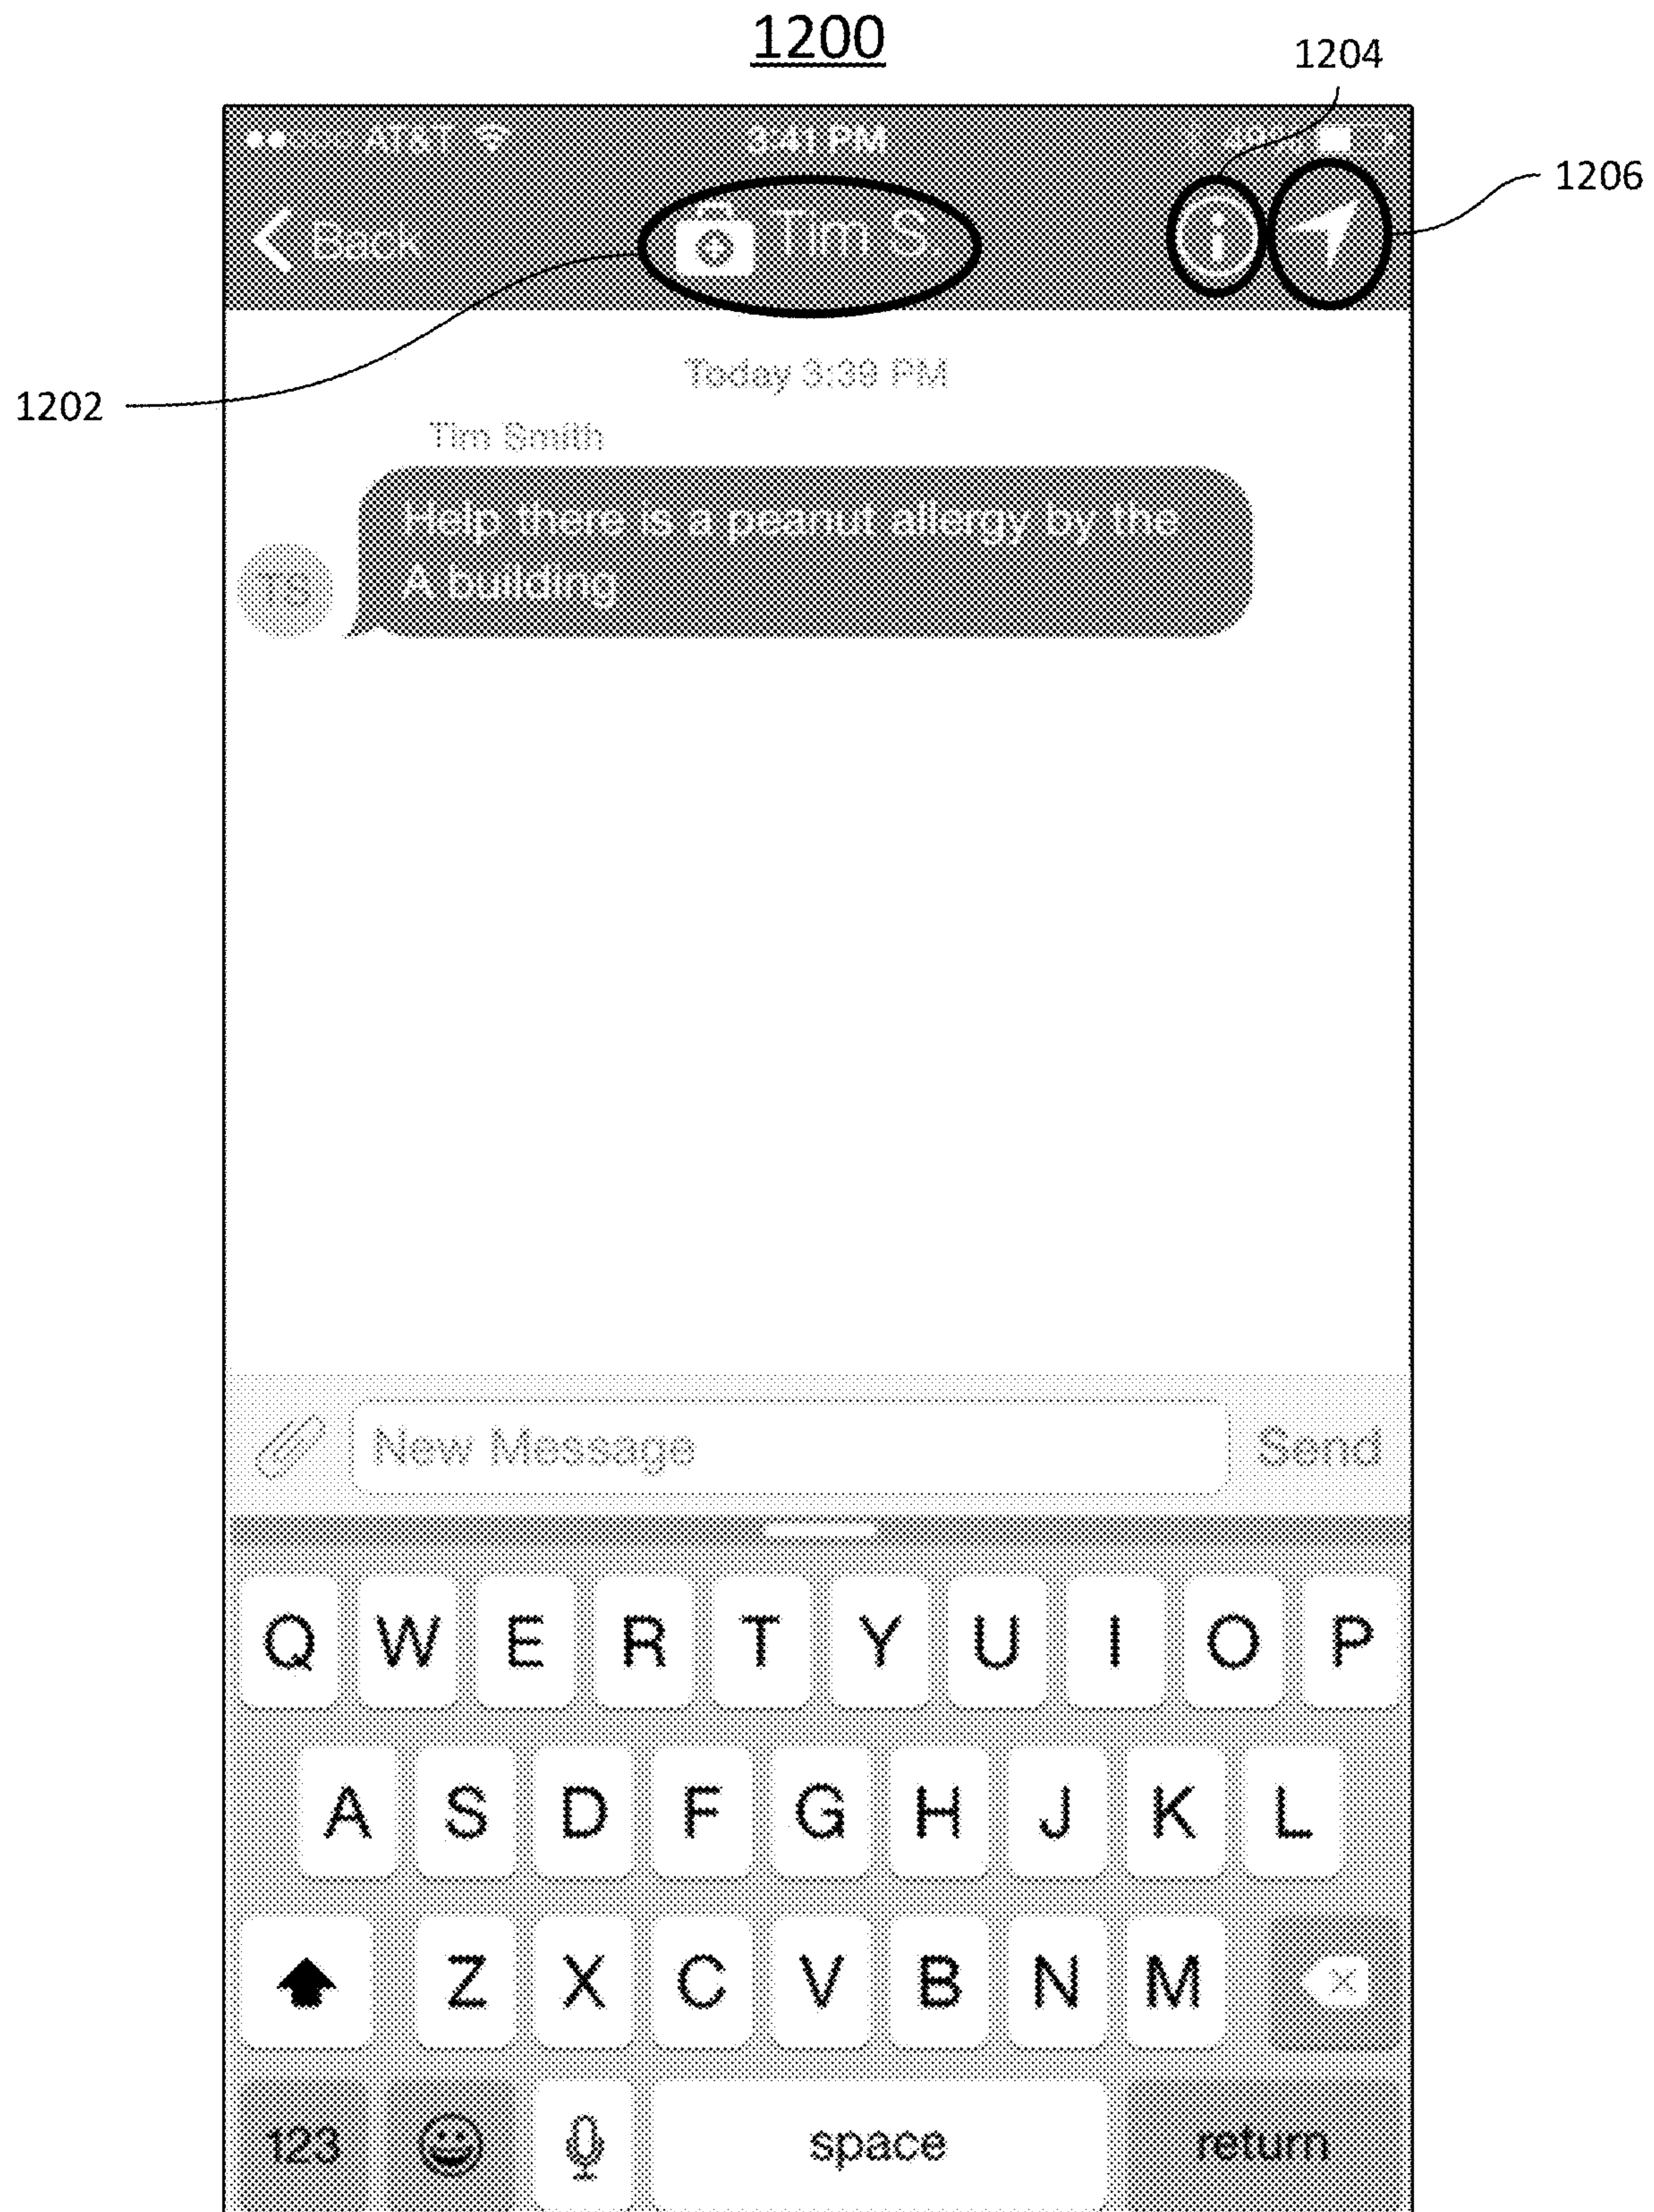 1200
1204
AT&T 3:41 PM
1206
Back Tim S
Today 3:39 PM
1202
Tim Smith
Help there is a peanut allergy by the
TS
A building
New Message Send
Q W E R T Y U I O P
A S D F G H J K L
Z X C V B N M
123 space return